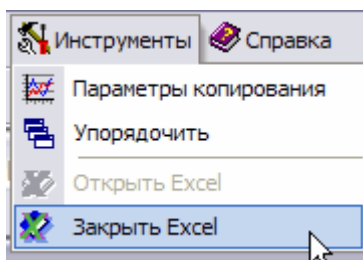 Инструменты Справка
Параметры копирования
Упорядочить
Открыть Excel
Закрыть Excel